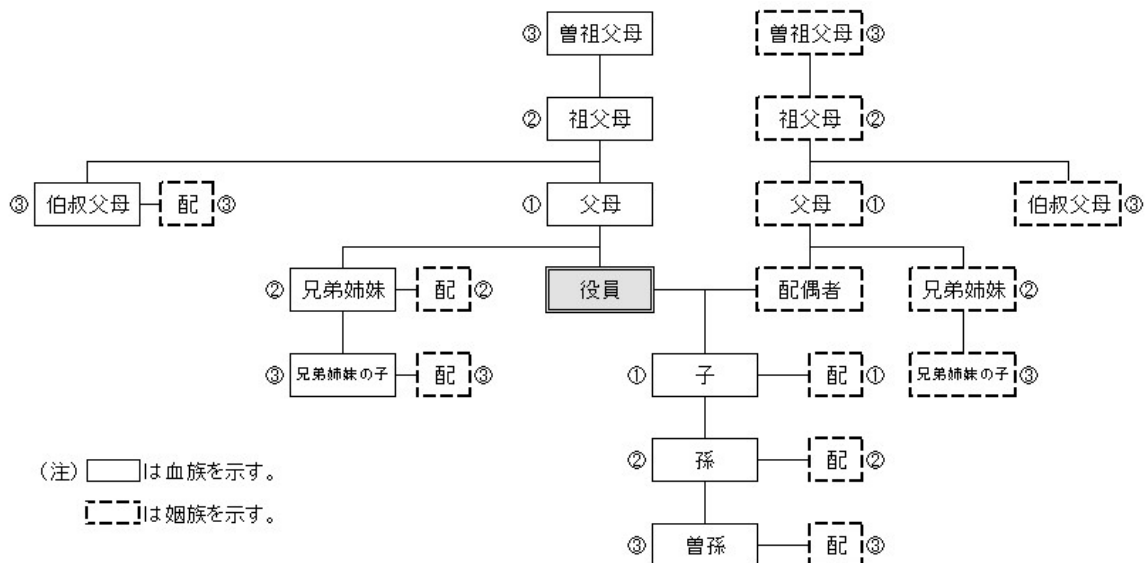 ③ 曽祖父母 曽祖父母 ③
② 祖父母 祖父母 ②
③ 伯叔父母 配 ③ ① 父母 父母 ① 伯叔父母 ③
② 兄弟姉妹 配 ② 役員 配偶者 兄弟姉妹 ②
③ 兄弟姉妹の子 配 ③ ① 子 配 ① 兄弟姉妹の子 ③
② 孫 配 ②
(注) は血族を示す。
は姻族を示す。
③ 曽孫 配 ③